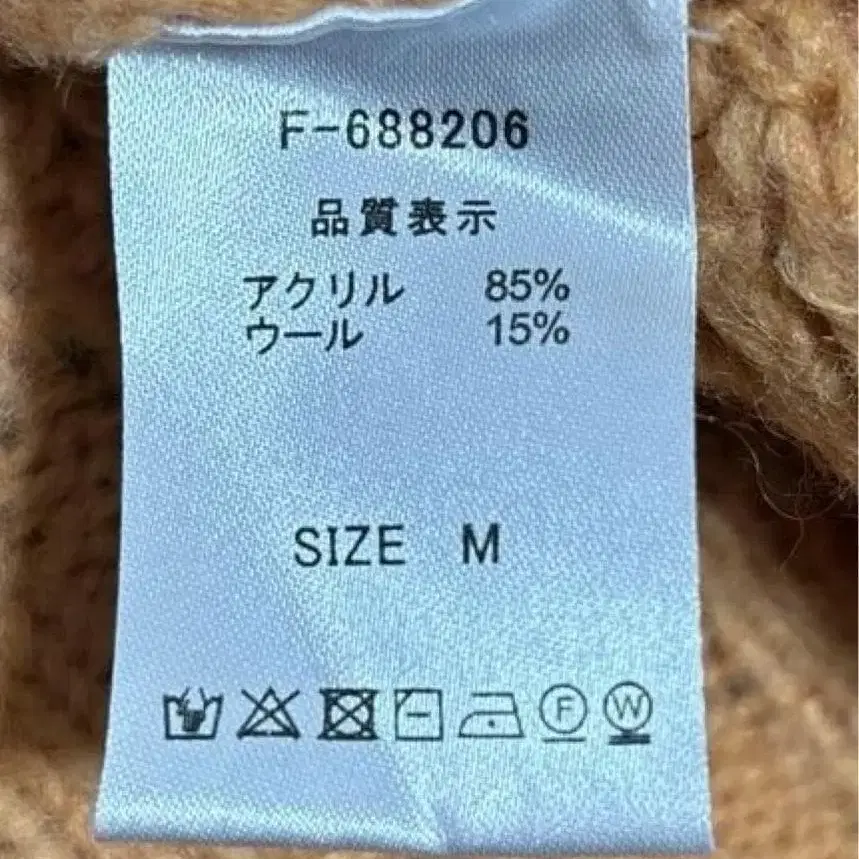 F-688206
品質表示
アクリル 85%
ウール 15%
SIZE M
F W